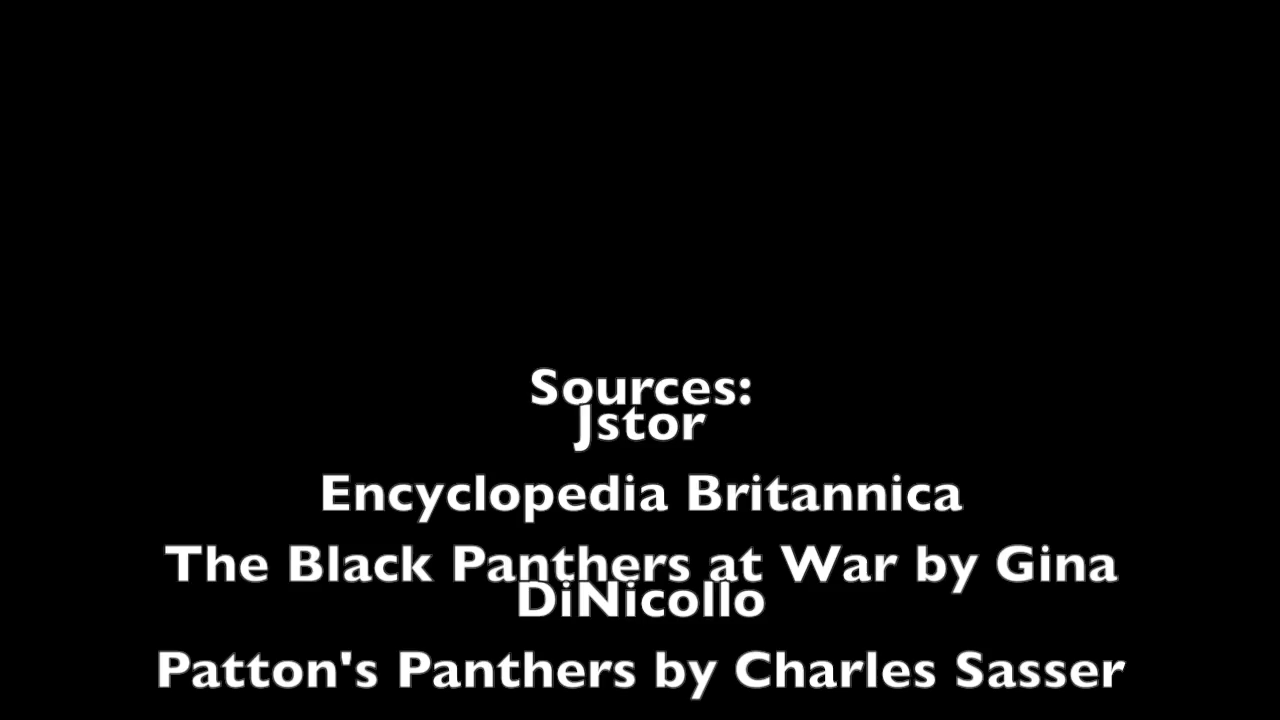 Sources:
Jstor
Encyclopedia Britannica
The Black Panthers at War by Gina
DiNicollo
Patton's Panthers by Charles Sasser